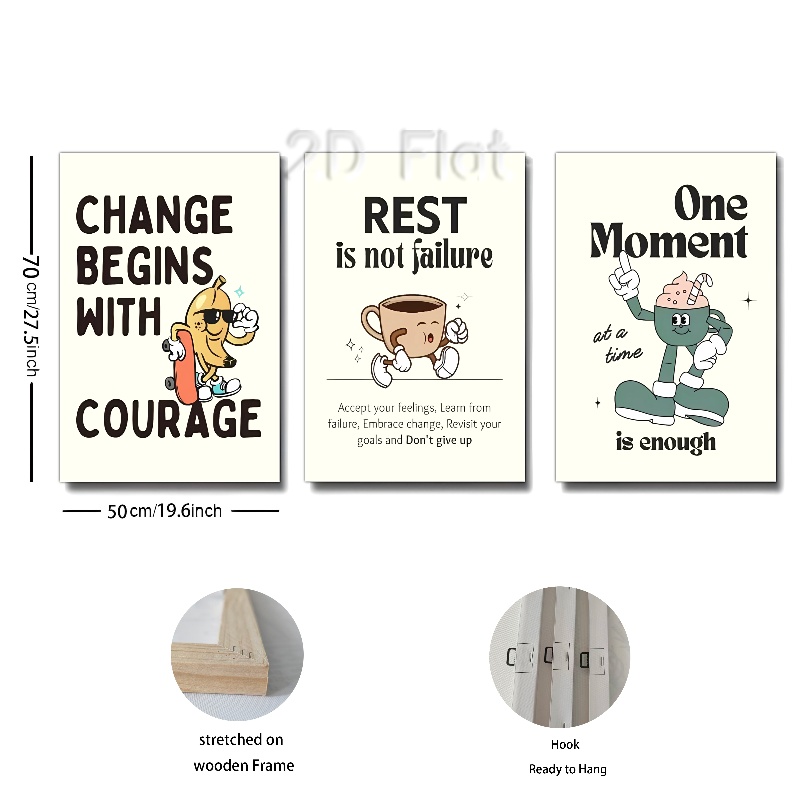 2D Flat
CHANGE
BEGINS
WITH
COURAGE
REST
is not failure
Accept your feelings, Learn from
failure, Embrace change, Revisit your
goals and Don't give up
One
Moment
at a
time
is enough
70 cm/27.5inch
50cm/19.6inch
stretched on
wooden Frame
Hook
Ready to Hang